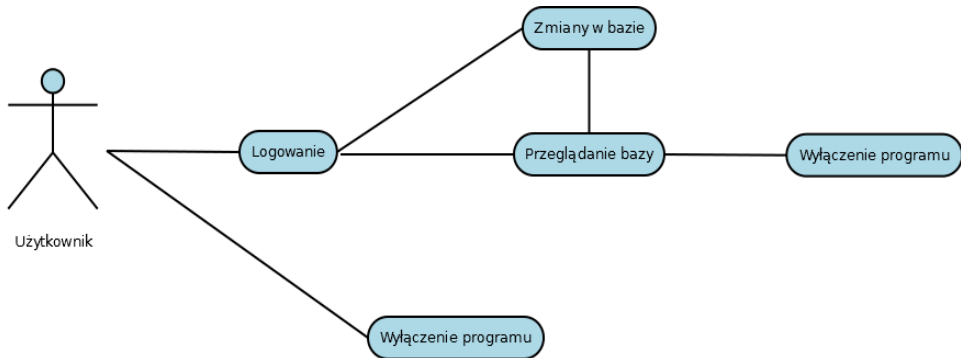 Zmiany w bazie
Logowanie
Przeglądanie bazy
Wyłączenie programu
Użytkownik
Wyłączenie programu